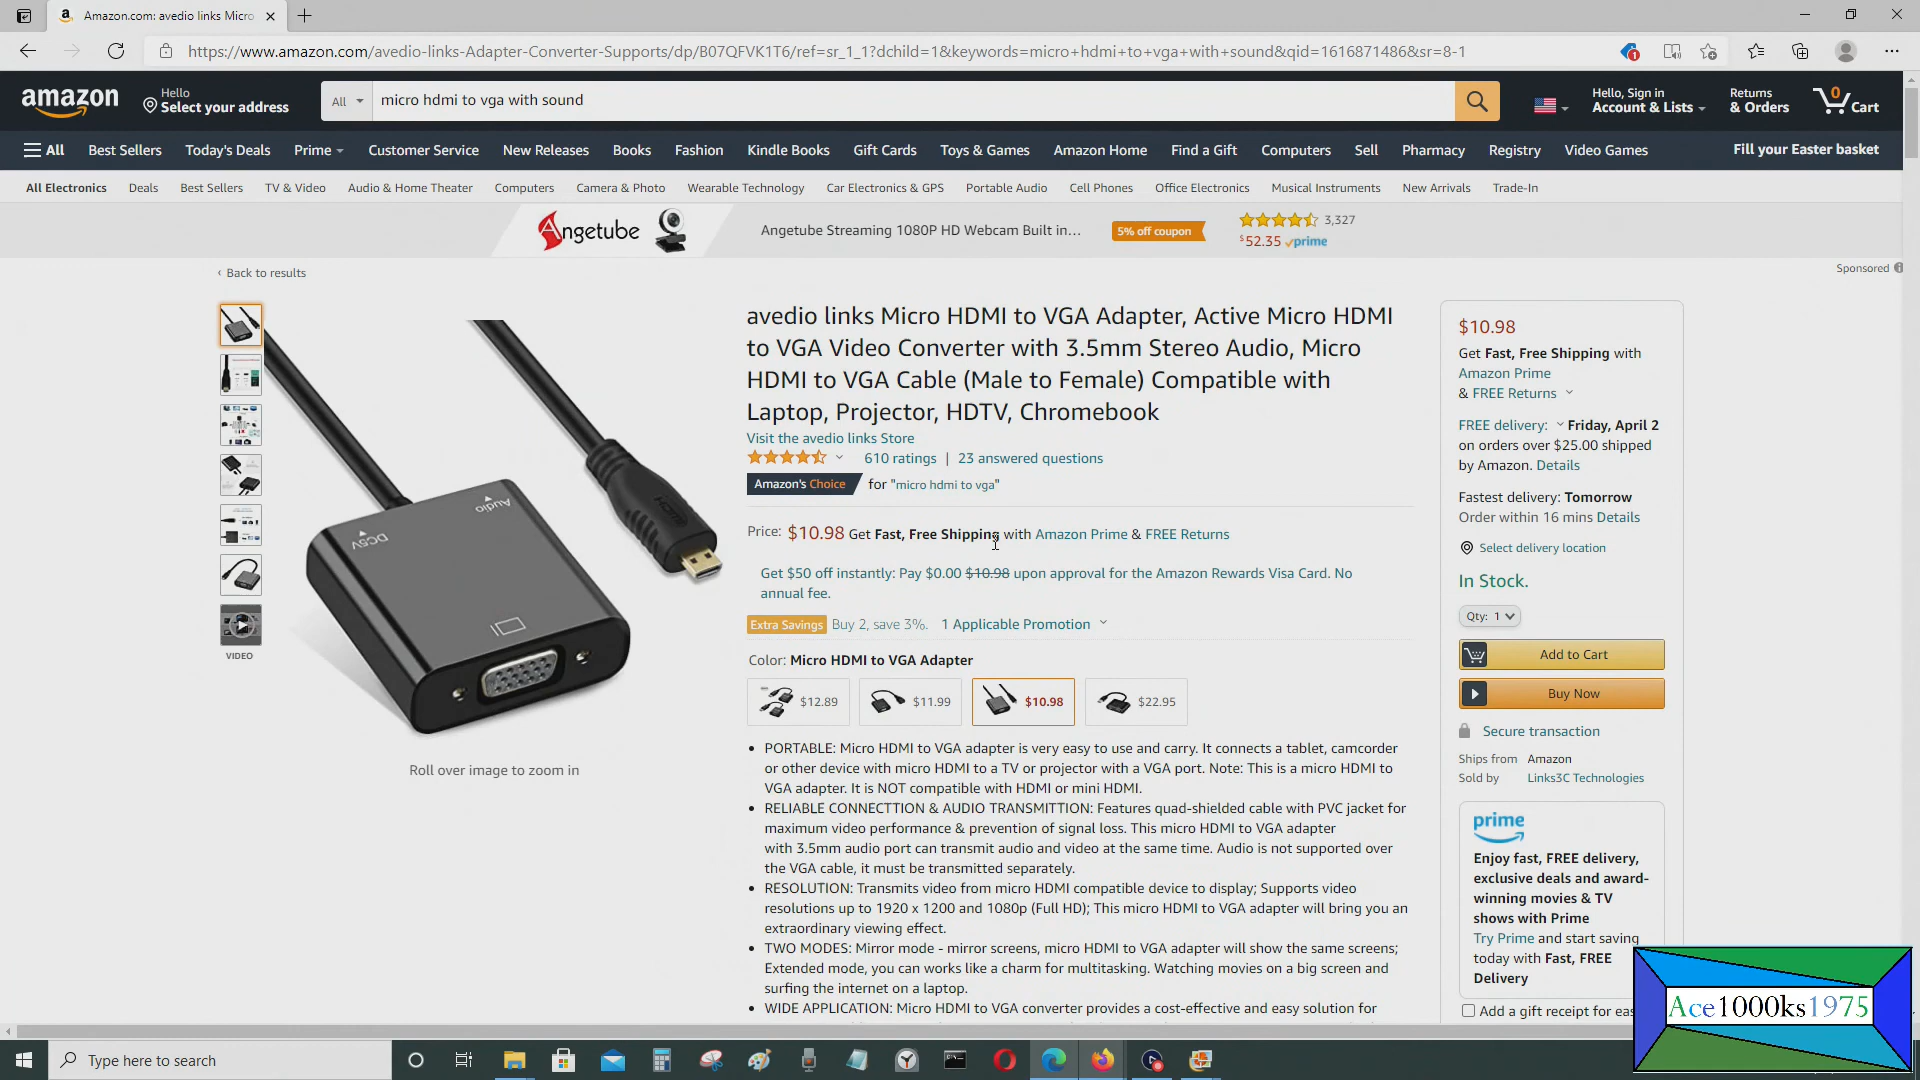 Amazon.com: avedio links Micro
https://www.amazon.com/avedio-links-Adapter-Converter-Supports/dp/B07QFVK1T6/ref=sr_1_1?dchild=1&keywords=micro+hdmi+to+vga+with+sound&qid=1616871486&sr=8-1
1
amazon
Hello
Select your address
All
micro hdmi to vga with sound
Hello, Sign in
Account & Lists
Returns
& Orders
0
Cart
All
Best Sellers
Today's Deals
Prime
Customer Service
New Releases
Books
Fashion
Kindle Books
Gift Cards
Toys & Games
Amazon Home
Find a Gift
Computers
Sell
Pharmacy
Registry
Video Games
Fill your Easter basket
All Electronics
Deals
Best Sellers
TV & Video
Audio & Home Theater
Computers
Camera & Photo
Wearable Technology
Car Electronics & GPS
Portable Audio
Cell Phones
Office Electronics
Musical Instruments
New Arrivals
Trade-In
Angetube
Angetube Streaming 1080P HD Webcam Built in...
5% off coupon
3,327
$52.35 prime
Sponsored
‹ Back to results
VIDEO
Audio
DC5V
HDMI
Roll over image to zoom in
avedio links Micro HDMI to VGA Adapter, Active Micro HDMI
to VGA Video Converter with 3.5mm Stereo Audio, Micro
HDMI to VGA Cable (Male to Female) Compatible with
Laptop, Projector, HDTV, Chromebook
Visit the avedio links Store
610 ratings | 23 answered questions
Amazon's Choice for "micro hdmi to vga"
Price: $10.98 Get Fast, Free Shipping with Amazon Prime & FREE Returns
Get $50 off instantly: Pay $0.00 $10.98 upon approval for the Amazon Rewards Visa Card. No
annual fee.
Extra Savings Buy 2, save 3%. 1 Applicable Promotion
Color: Micro HDMI to VGA Adapter
$12.89
$11.99
$10.98
$22.95
• PORTABLE: Micro HDMI to VGA adapter is very easy to use and carry. It connects a tablet, camcorder
or other device with micro HDMI to a TV or projector with a VGA port. Note: This is a micro HDMI to
VGA adapter. It is NOT compatible with HDMI or mini HDMI.
• RELIABLE CONNECTTION & AUDIO TRANSMITTION: Features quad-shielded cable with PVC jacket for
maximum video performance & prevention of signal loss. This micro HDMI to VGA adapter
with 3.5mm audio port can transmit audio and video at the same time. Audio is not supported over
the VGA cable, it must be transmitted separately.
• RESOLUTION: Transmits video from micro HDMI compatible device to display; Supports video
resolutions up to 1920 x 1200 and 1080p (Full HD); This micro HDMI to VGA adapter will bring you an
extraordinary viewing effect.
• TWO MODES: Mirror mode - mirror screens, micro HDMI to VGA adapter will show the same screens;
Extended mode, you can works like a charm for multitasking. Watching movies on a big screen and
surfing the internet on a laptop.
• WIDE APPLICATION: Micro HDMI to VGA converter provides a cost-effective and easy solution for
$10.98
Get Fast, Free Shipping with
Amazon Prime
& FREE Returns
FREE delivery: Friday, April 2
on orders over $25.00 shipped
by Amazon. Details
Fastest delivery: Tomorrow
Order within 16 mins Details
Select delivery location
In Stock.
Qty: 1
Add to Cart
Buy Now
Secure transaction
Ships from Amazon
Sold by Links3C Technologies
prime
Enjoy fast, FREE delivery,
exclusive deals and award-
winning movies & TV
shows with Prime
Try Prime and start saving
today with Fast, FREE
Delivery
Add a gift receipt for eas
Ace1000ks1975
Type here to search